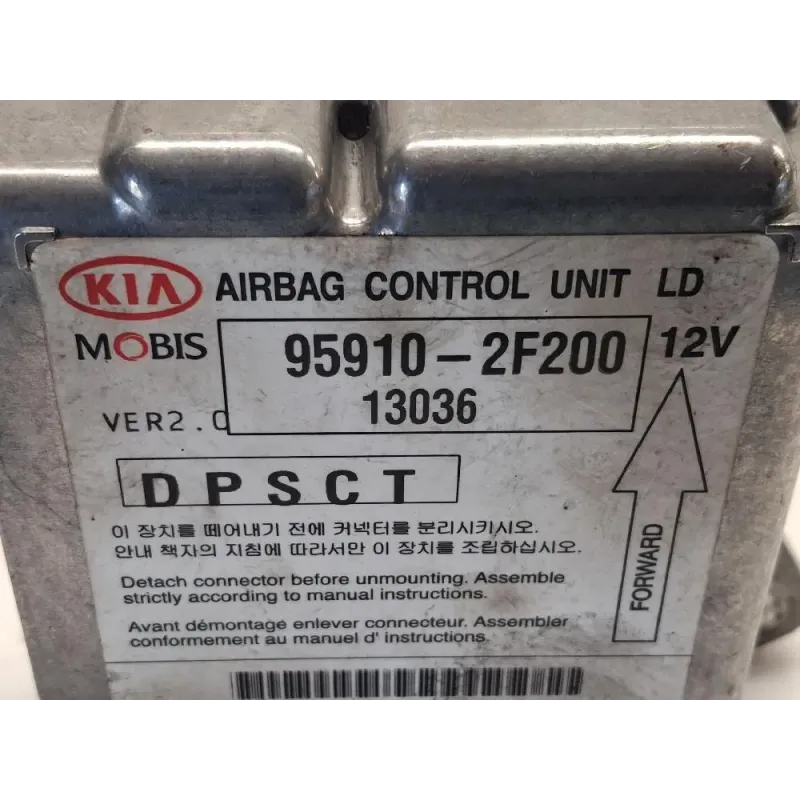 KIA AIRBAG CONTROL UNIT LD
MOBIS 95910-2F200 12V
13036
VER2.0
DPSCT
이 장치를 떼어내기 전에 커넥터를 분리시키시오.
안내 책자의 지침에 따라서만 이 장치를 조립하십시오.
Detach connector before unmounting. Assemble
strictly according to manual instructions.
Avant démontagé enlever connecteur. Assembler
conformement au manuel d' instructions.
FORWARD